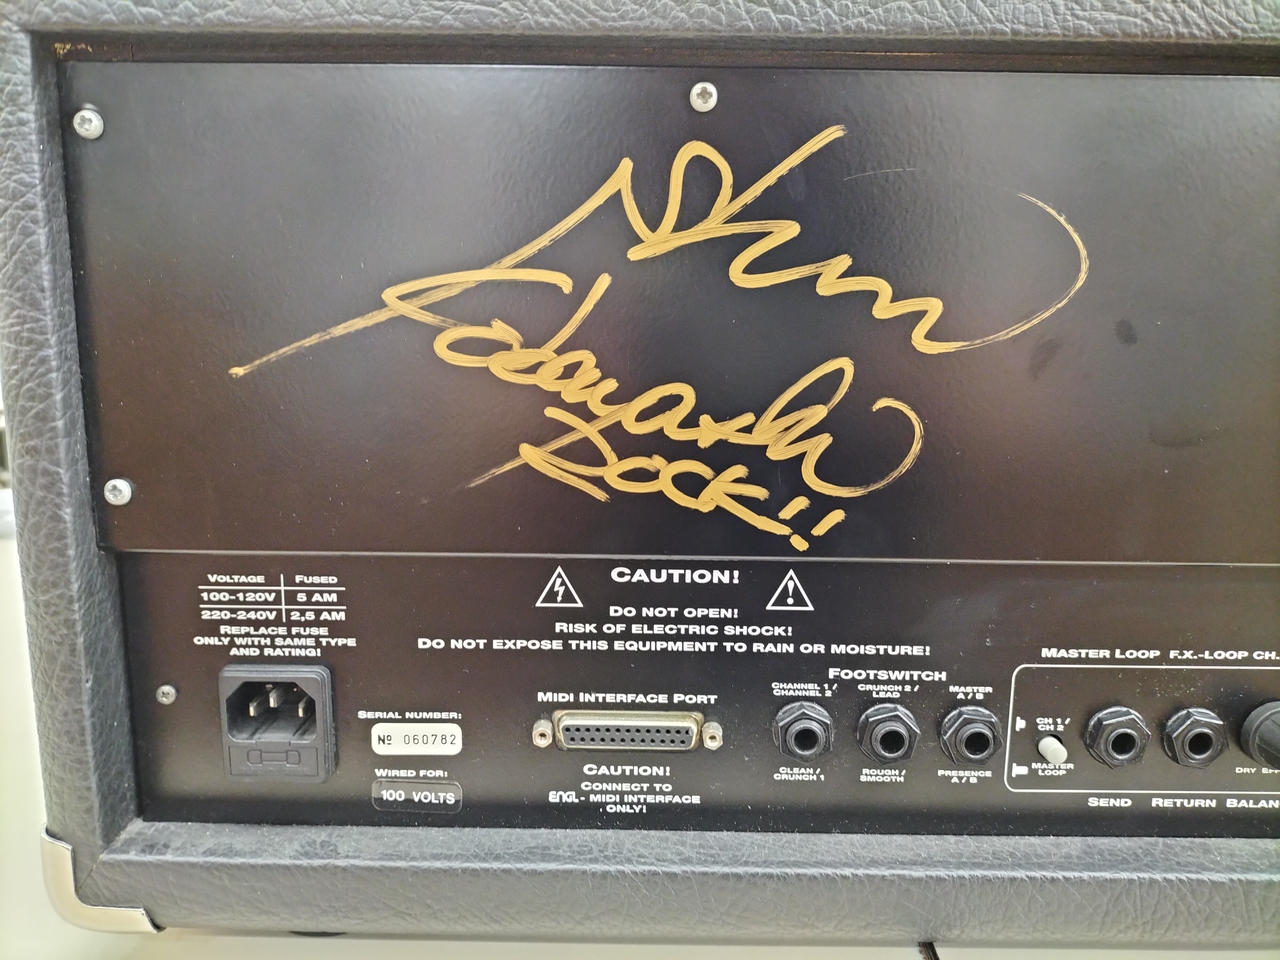 Rock!!
VOLTAGE FUSED
100-120V 5 AM
220-240V 2,5 AM
REPLACE FUSE
ONLY WITH SAME TYPE
AND RATING!
CAUTION!
DO NOT OPEN!
RISK OF ELECTRIC SHOCK!
DO NOT EXPOSE THIS EQUIPMENT TO RAIN OR MOISTURE!
SERIAL NUMBER:
Nº 060782
WIRED FOR:
100 VOLTS
MIDI INTERFACE PORT
CAUTION!
CONNECT TO
ENGL - MIDI INTERFACE
ONLY!
FOOTSWITCH
CHANNEL 1 / CRUNCH 2 / MASTER
CHANNEL 2 LEAD A / B
CLEAN / ROUGH / PRESENCE
CRUNCH 1 SMOOTH A / B
MASTER LOOP F.X.-LOOP CH.
CH 1 /
CH 2
MASTER
LOOP
SEND RETURN